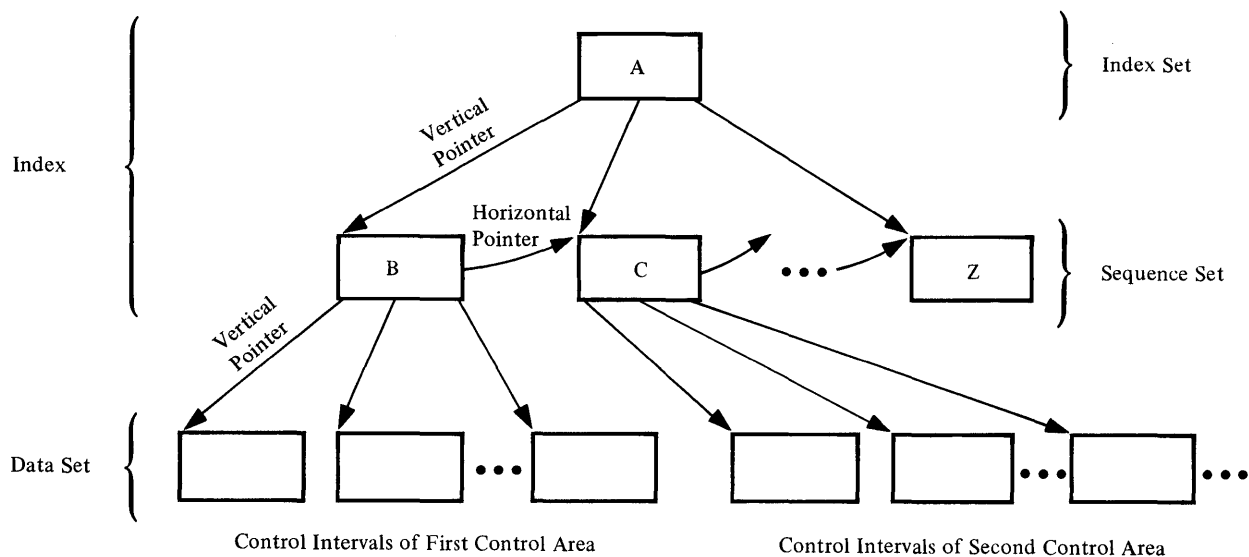 A
Index Set
Vertical
Pointer
Index
Horizontal
Pointer
B
C
•••
Z
Sequence Set
Vertical
Pointer
Data Set
•••
•••
•••
Control Intervals of First Control Area
Control Intervals of Second Control Area